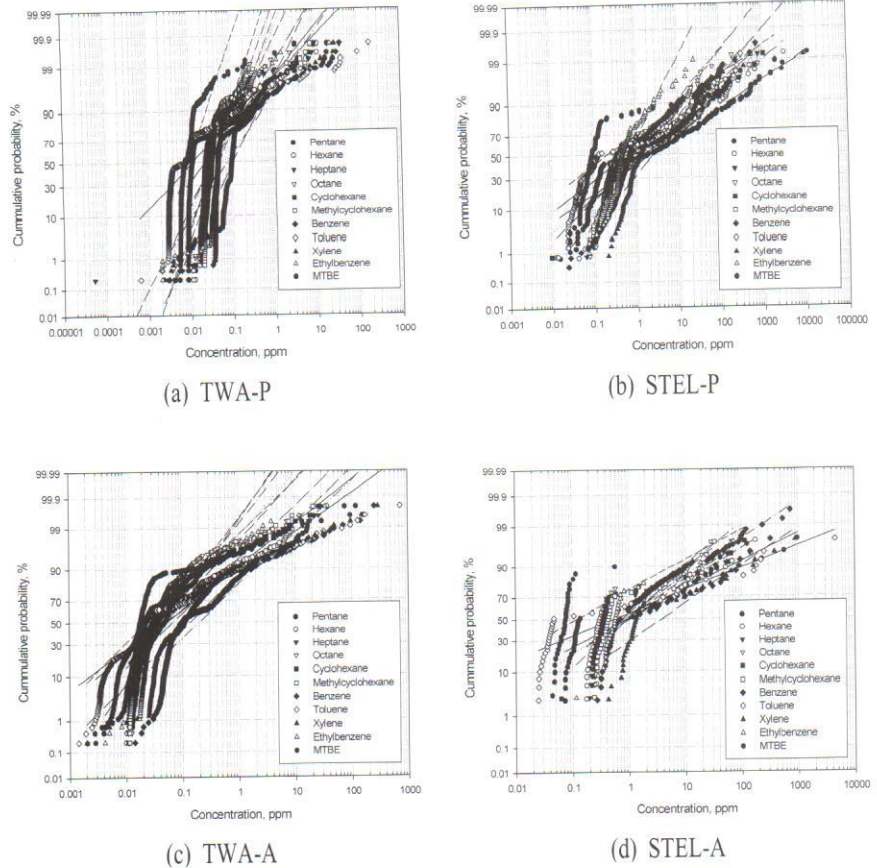 99.99
99.9
99
90
70
50
30
10
1
0.1
0.01
Cummulative probability, %
0.00001 0.001 0.01 0.1 1 10 100 1000
Concentration, ppm
Pentane
Hexane
Heptane
Octane
Cyclohexane
Methylcyclohexane
Benzene
Toluene
Xylene
Ethylbenzene
MTBE
(a) TWA-P
99.99
99.9
99
90
70
50
30
10
1
0.1
0.01
Cummulative probability, %
0.001 0.01 0.1 1 10 100 1000 10000 100000
Concentration, ppm
Pentane
Hexane
Heptane
Octane
Cyclohexane
Methylcyclohexane
Benzene
Toluene
Xylene
Ethylbenzene
MTBE
(b) STEL-P
99.99
99.9
99
90
70
50
30
10
1
0.1
0.01
Cummulative probability, %
0.001 0.01 0.1 1 10 100 1000
Concentration, ppm
Pentane
Hexane
Heptane
Octane
Cyclohexane
Methylcyclohexane
Benzene
Toluene
Xylene
Ethylbenzene
MTBE
(c) TWA-A
99.99
99.9
99
90
70
50
30
10
1
0.1
0.01
Cummulative probability, %
0.01 0.1 1 10 100 1000 10000
Concentration, ppm
Pentane
Hexane
Heptane
Octane
Cyclohexane
Methylcyclohexane
Benzene
Toluene
Xylene
Ethylbenzene
MTBE
(d) STEL-A